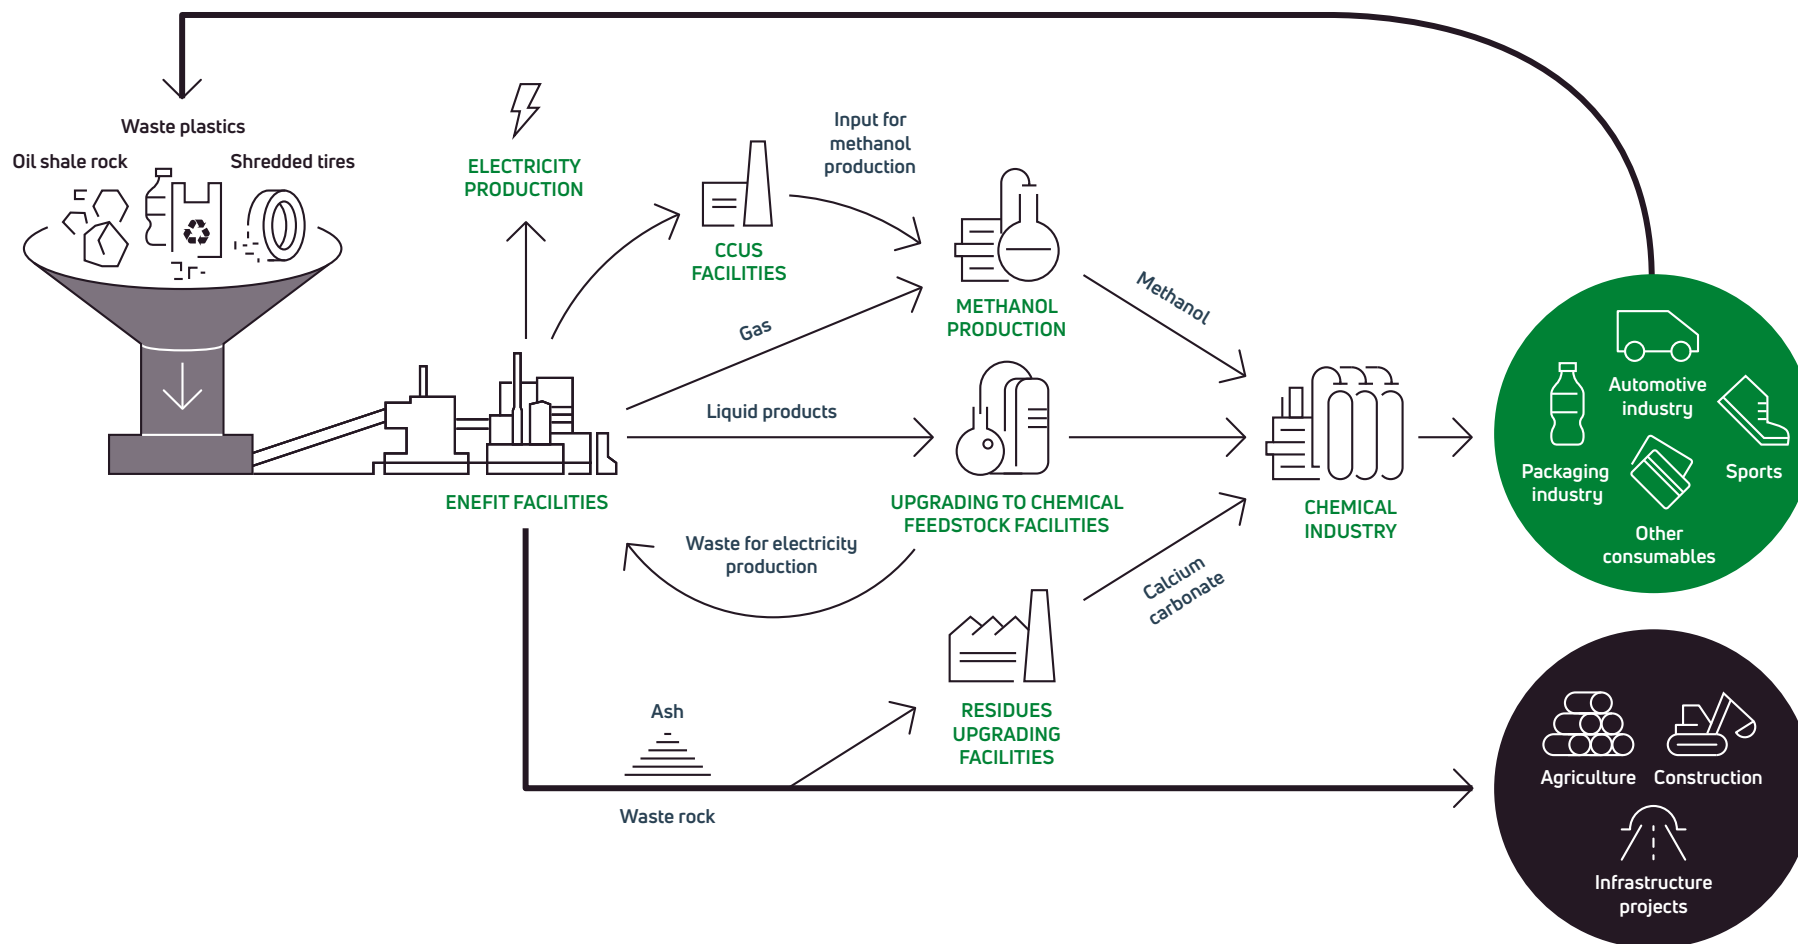 Waste plastics
Oil shale rock
Shredded tires
ELECTRICITY
PRODUCTION
CCUS
FACILITIES
Input for
methanol
production
METHANOL
PRODUCTION
Methanol
Gas
Liquid products
ENEFIT FACILITIES
UPGRADING TO CHEMICAL
FEEDSTOCK FACILITIES
Waste for electricity
production
CHEMICAL
INDUSTRY
Calcium
carbonate
RESIDUES
UPGRADING
FACILITIES
Ash
Waste rock
Automotive
industry
Packaging
industry
Sports
Other
consumables
Agriculture
Construction
Infrastructure
projects